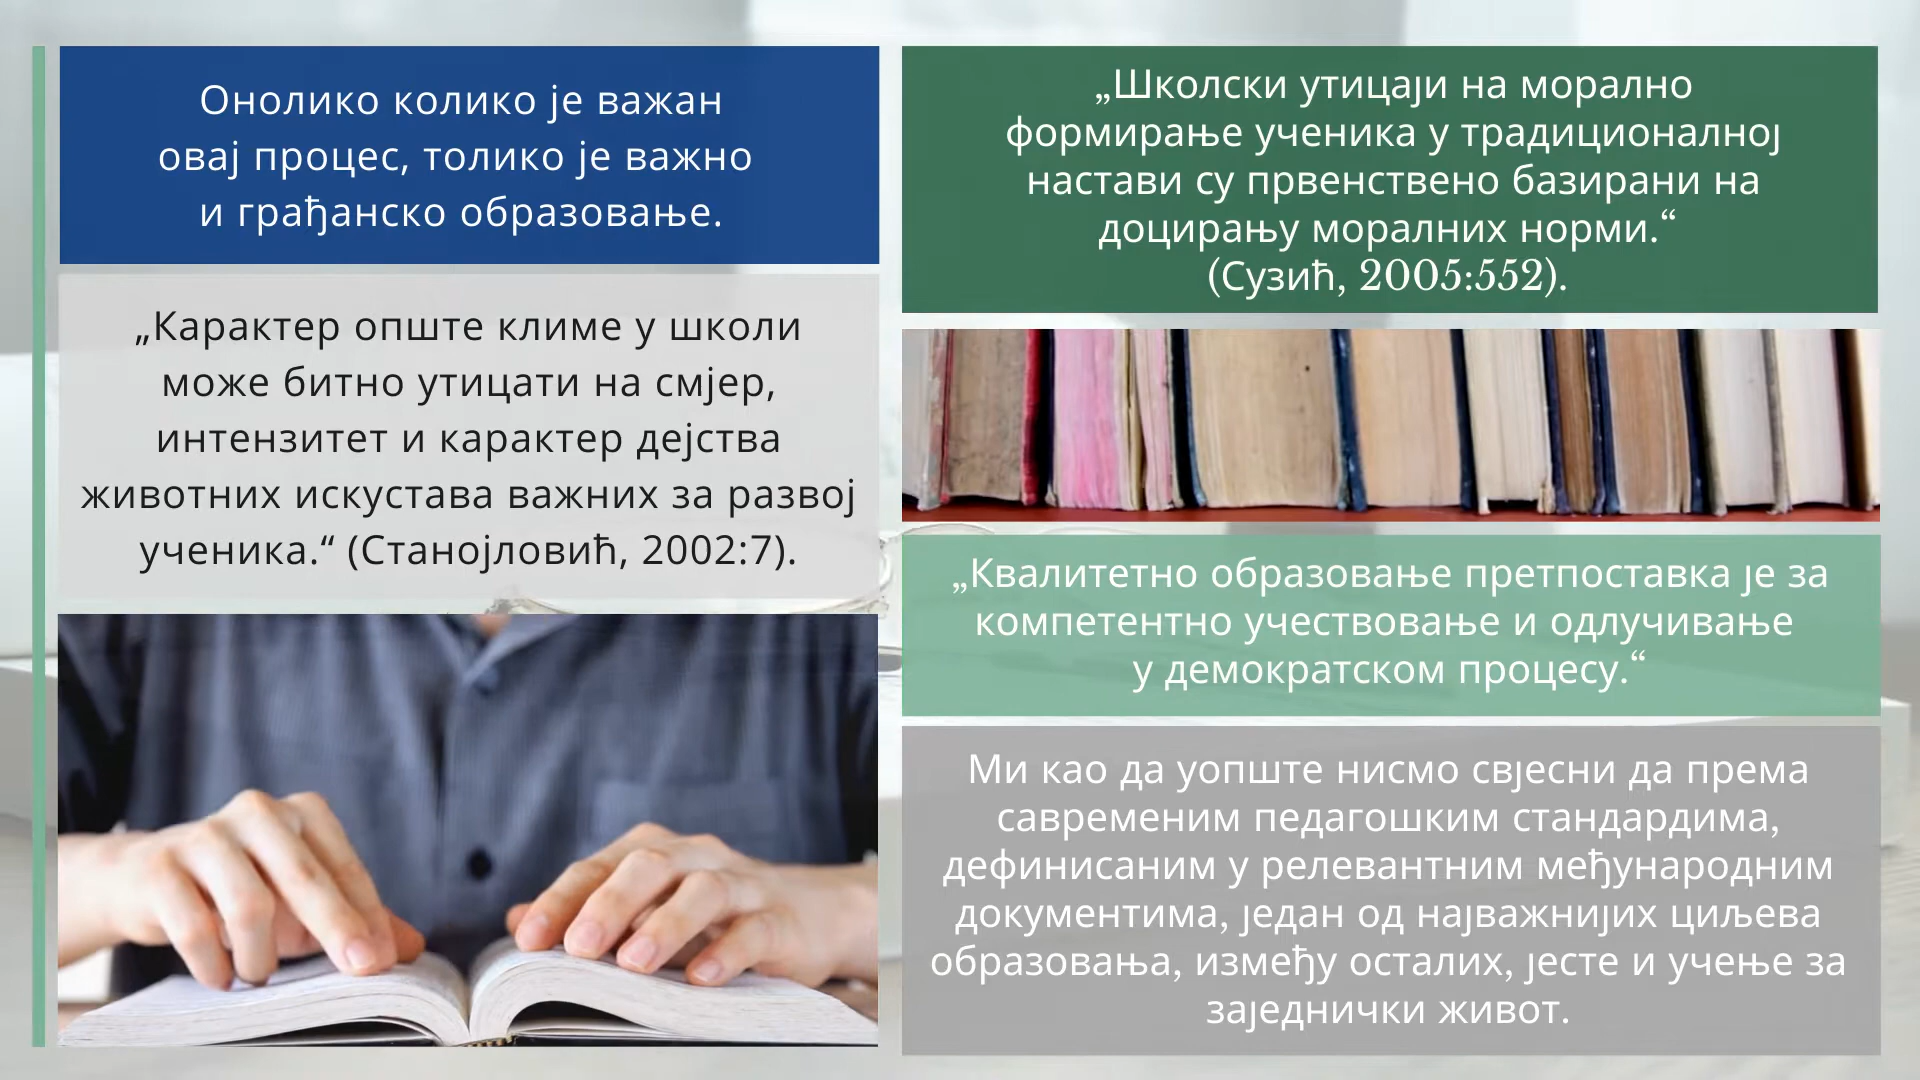 Онолико колико је важан
овај процес, толико је важно
и грађанско образовање.
„Карактер опште климе у школи
може битно утицати на смјер,
интензитет и карактер дејства
животних искустава важних за развој
ученика.“ (Станојловић, 2002:7).
„Школски утицаји на морално
формирање ученика у традиционалној
настави су првенствено базирани на
доцирању моралних норми.“
(Сузић, 2005:552).
„Квалитетно образовање претпоставка је за
компетентно учествовање и одлучивање
у демократском процесу.“
Ми као да уопште нисмо свјесни да према
савременим педагошким стандардима,
дефинисаним у релевантним међународним
документима, један од најважнијих циљева
образовања, између осталих, јесте и учење за
заједнички живот.